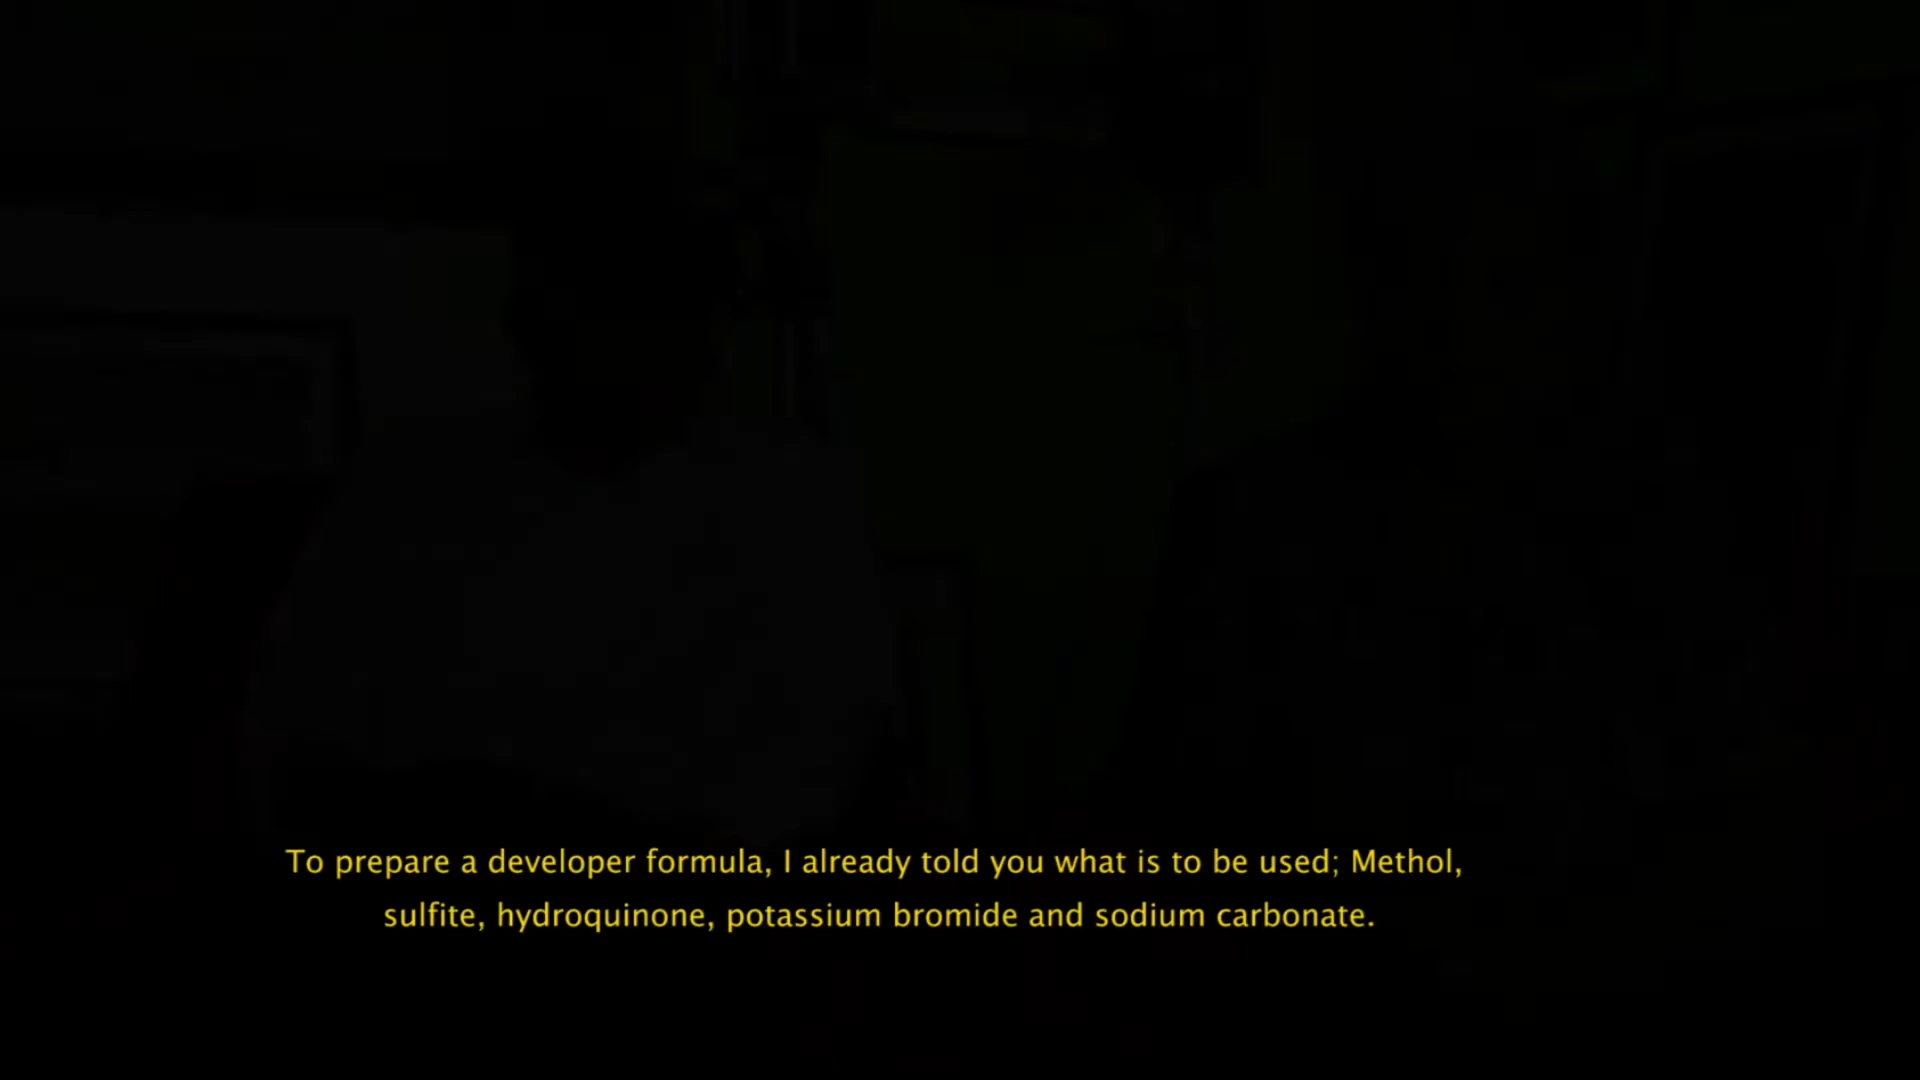 To prepare a developer formula, I already told you what is to be used; Methol,
sulfite, hydroquinone, potassium bromide and sodium carbonate.